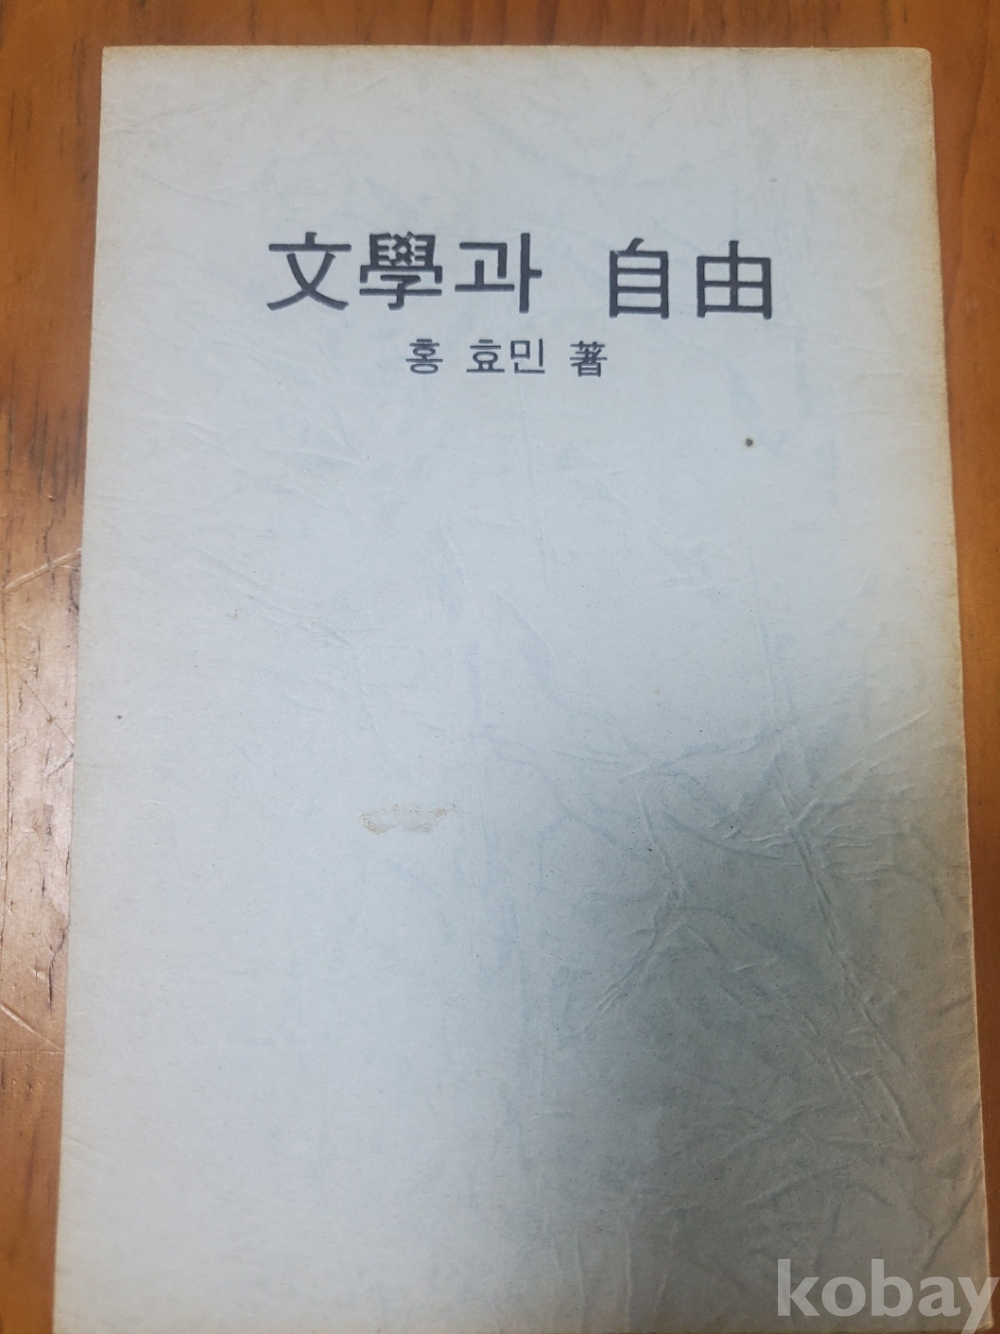 文學과 自由
홍 효민 著
kobay